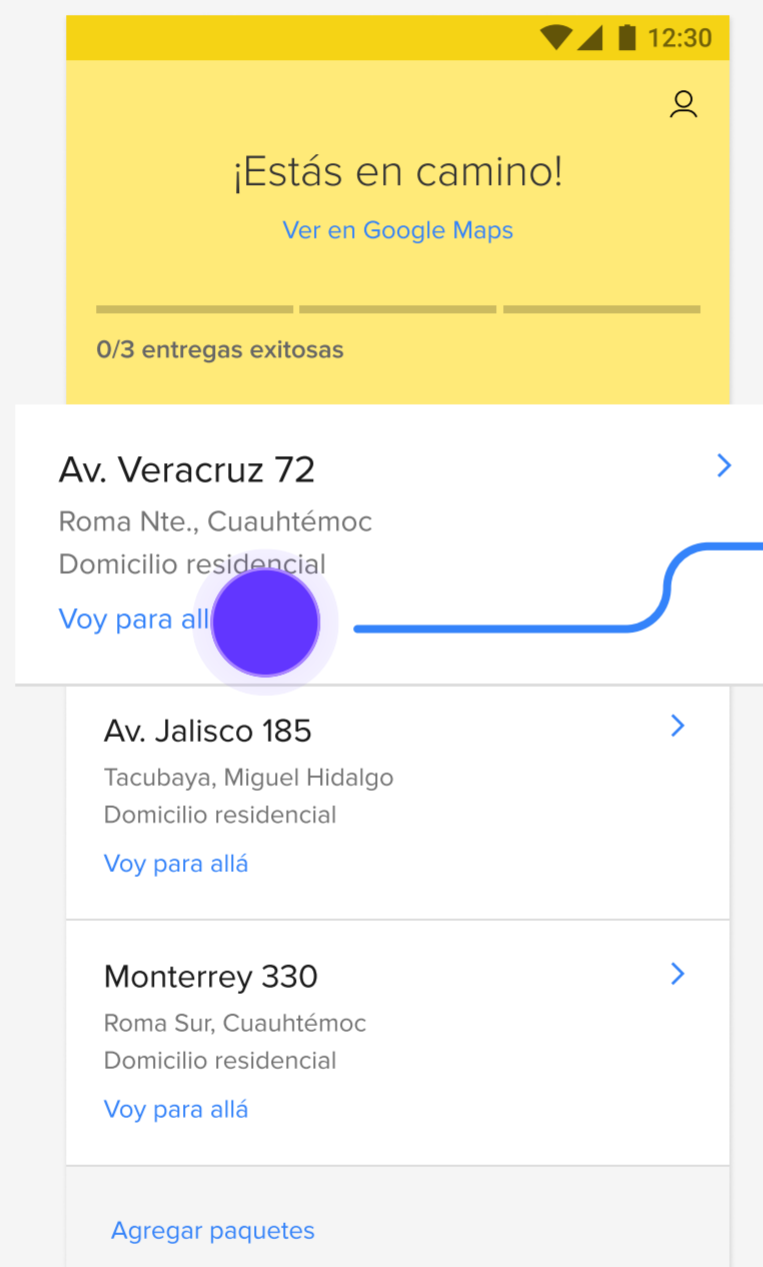 12:30
¡Estás en camino!
Ver en Google Maps
0/3 entregas exitosas
Av. Veracruz 72
Roma Nte., Cuauhtémoc
Domicilio residencial
Voy para
Av. Jalisco 185
Tacubaya, Miguel Hidalgo
Domicilio residencial
Voy para allá
Monterrey 330
Roma Sur, Cuauhtémoc
Domicilio residencial
Voy para allá
Agregar paquetes